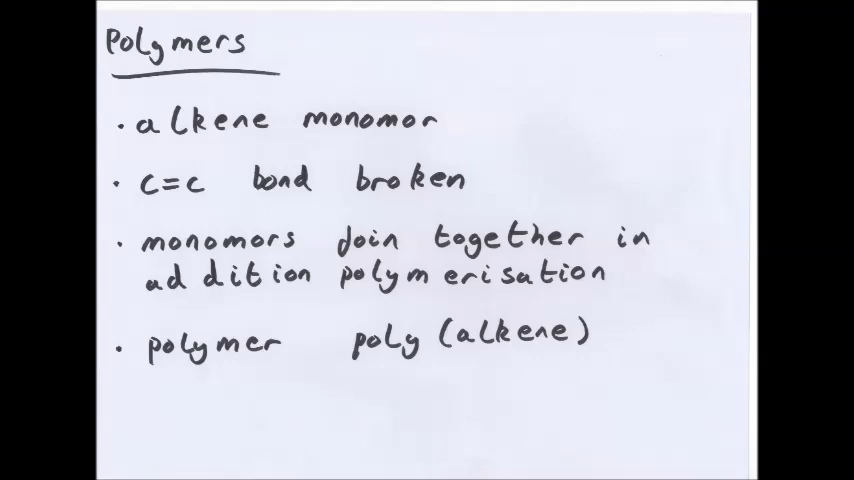 Polymers
· alkene monomor
· C=C bond broken
· monomors join together in
addition polymerisation
· polymer poly (alkene)